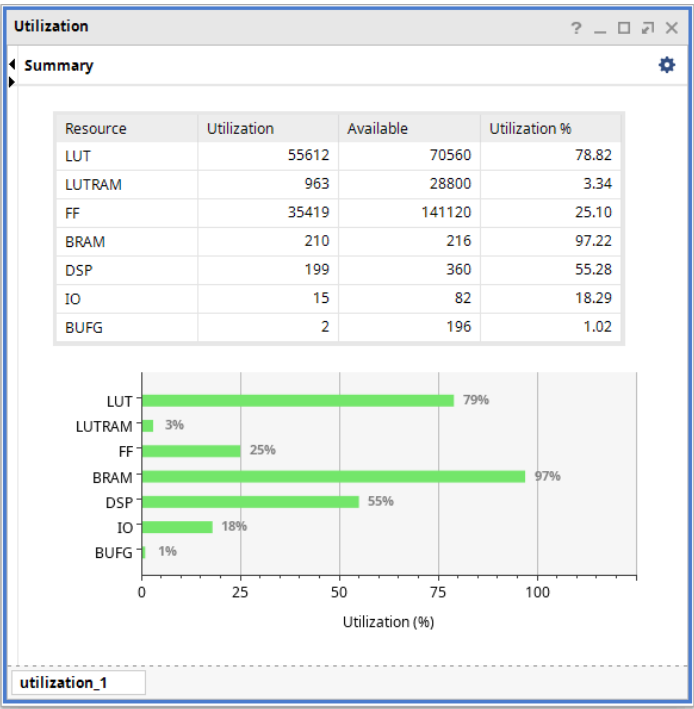 Utilization
Summary
Resource Utilization Available Utilization %
LUT 55612 70560 78.82
LUTRAM 963 28800 3.34
FF 35419 141120 25.10
BRAM 210 216 97.22
DSP 199 360 55.28
IO 15 82 18.29
BUFG 2 196 1.02
LUT 79%
LUTRAM 3%
FF 25%
BRAM 97%
DSP 55%
IO 18%
BUFG 1%
0 25 50 75 100
Utilization (%)
utilization_1